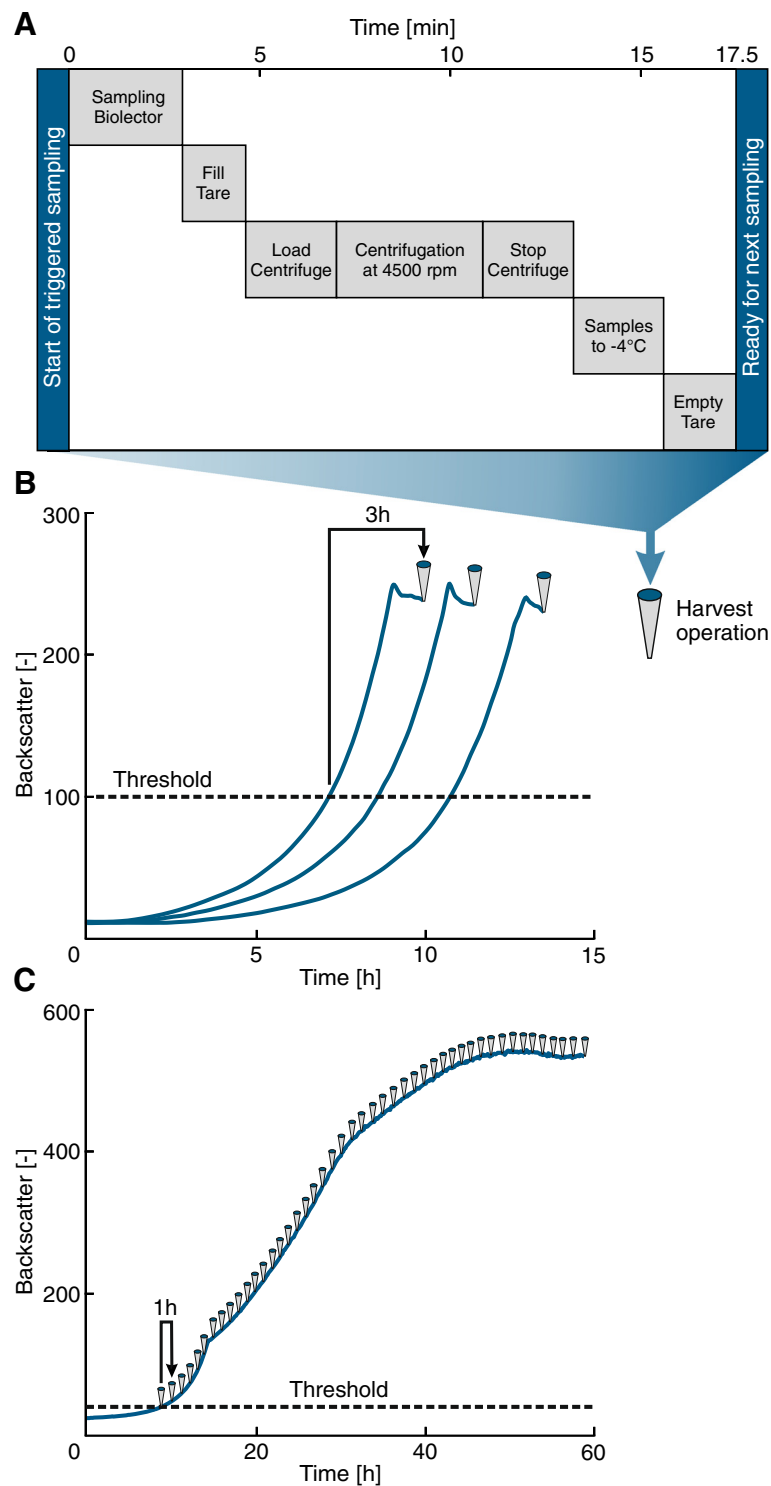 A
Time [min]
0 5 10 15 17.5
Start of triggered sampling
Sampling
Biolector
Fill
Tare
Load
Centrifuge
Centrifugation
at 4500 rpm
Stop
Centrifuge
Samples
to -4°C
Empty
Tare
Ready for next sampling
B
300
200
100
0
Backscatter [-]
3h
Threshold
Harvest
operation
5 10 15
Time [h]
C
600
400
200
0
Backscatter [-]
1h
Threshold
20 40 60
Time [h]